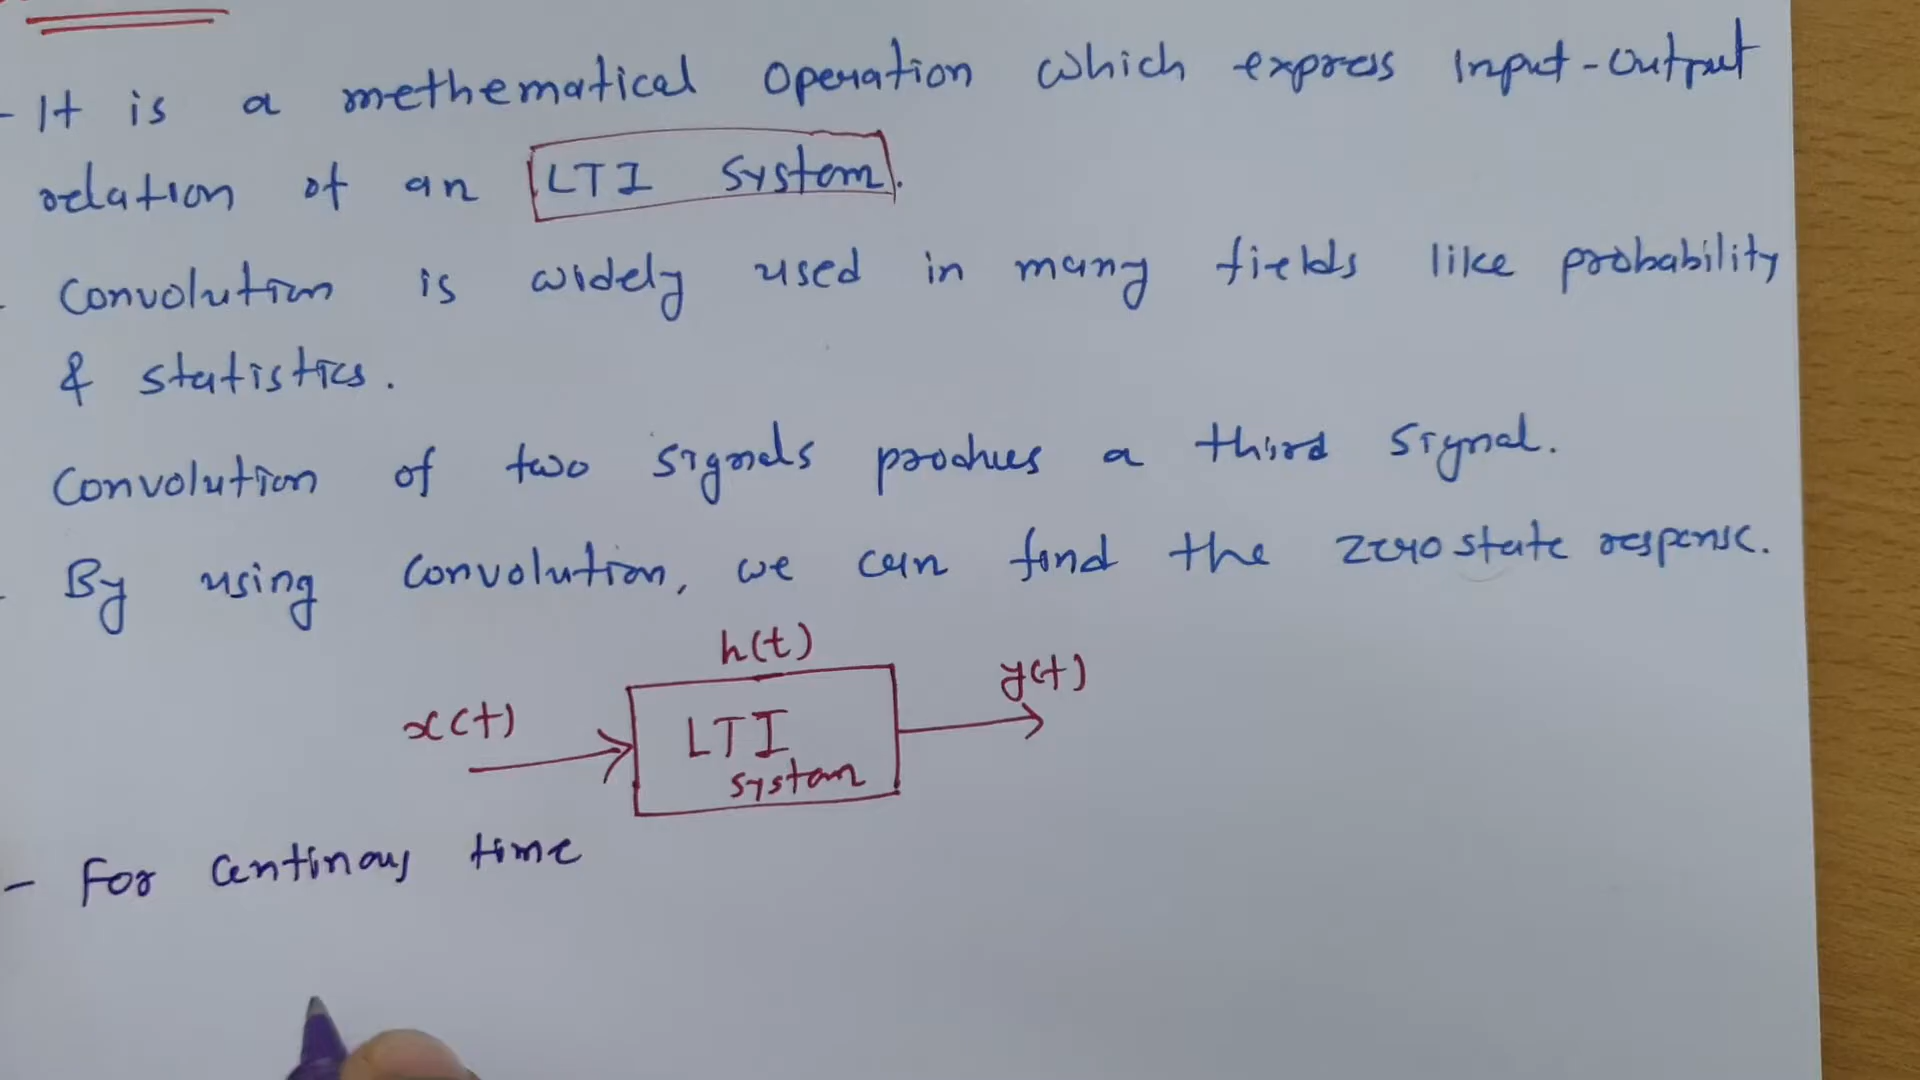 - It is a methematical operation which express Input-Output
relation of an LTI System.
- Convolution is widely used in many fields like probability
& statistics.
Convolution of two signals produces a third signal.
- By using convolution, we can find the zero state response.
h(t)
x(t)
y(t)
LTI
system
- For continous time